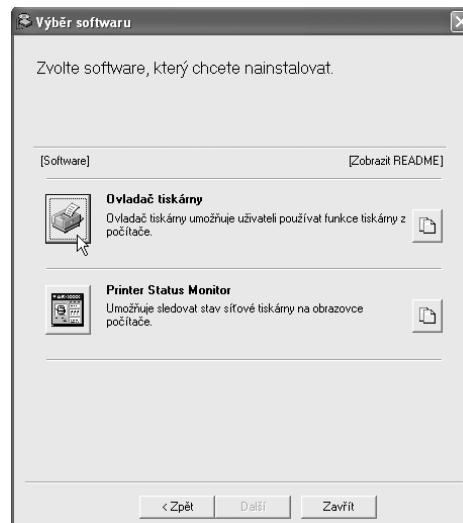 Výběr softwaru
Zvolte software, který chcete nainstalovat.
[Software] [Zobrazit README]
Ovladač tiskárny
Ovladač tiskárny umožňuje uživateli používat funkce tiskárny z
počítače.
Printer Status Monitor
Umožňuje sledovat stav síťové tiskárny na obrazovce
počítače.
< Zpět Další Zavřít